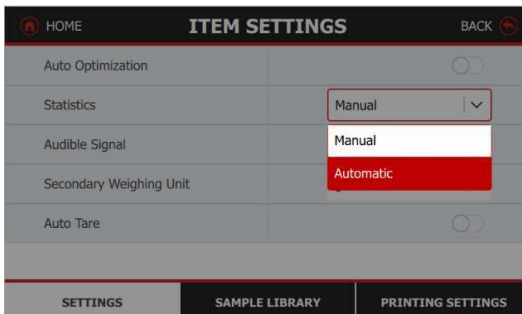 HOME ITEM SETTINGS BACK
Auto Optimization
Statistics Manual
Manual
Audible Signal
Automatic
Secondary Weighing Unit
Auto Tare
SETTINGS SAMPLE LIBRARY PRINTING SETTINGS